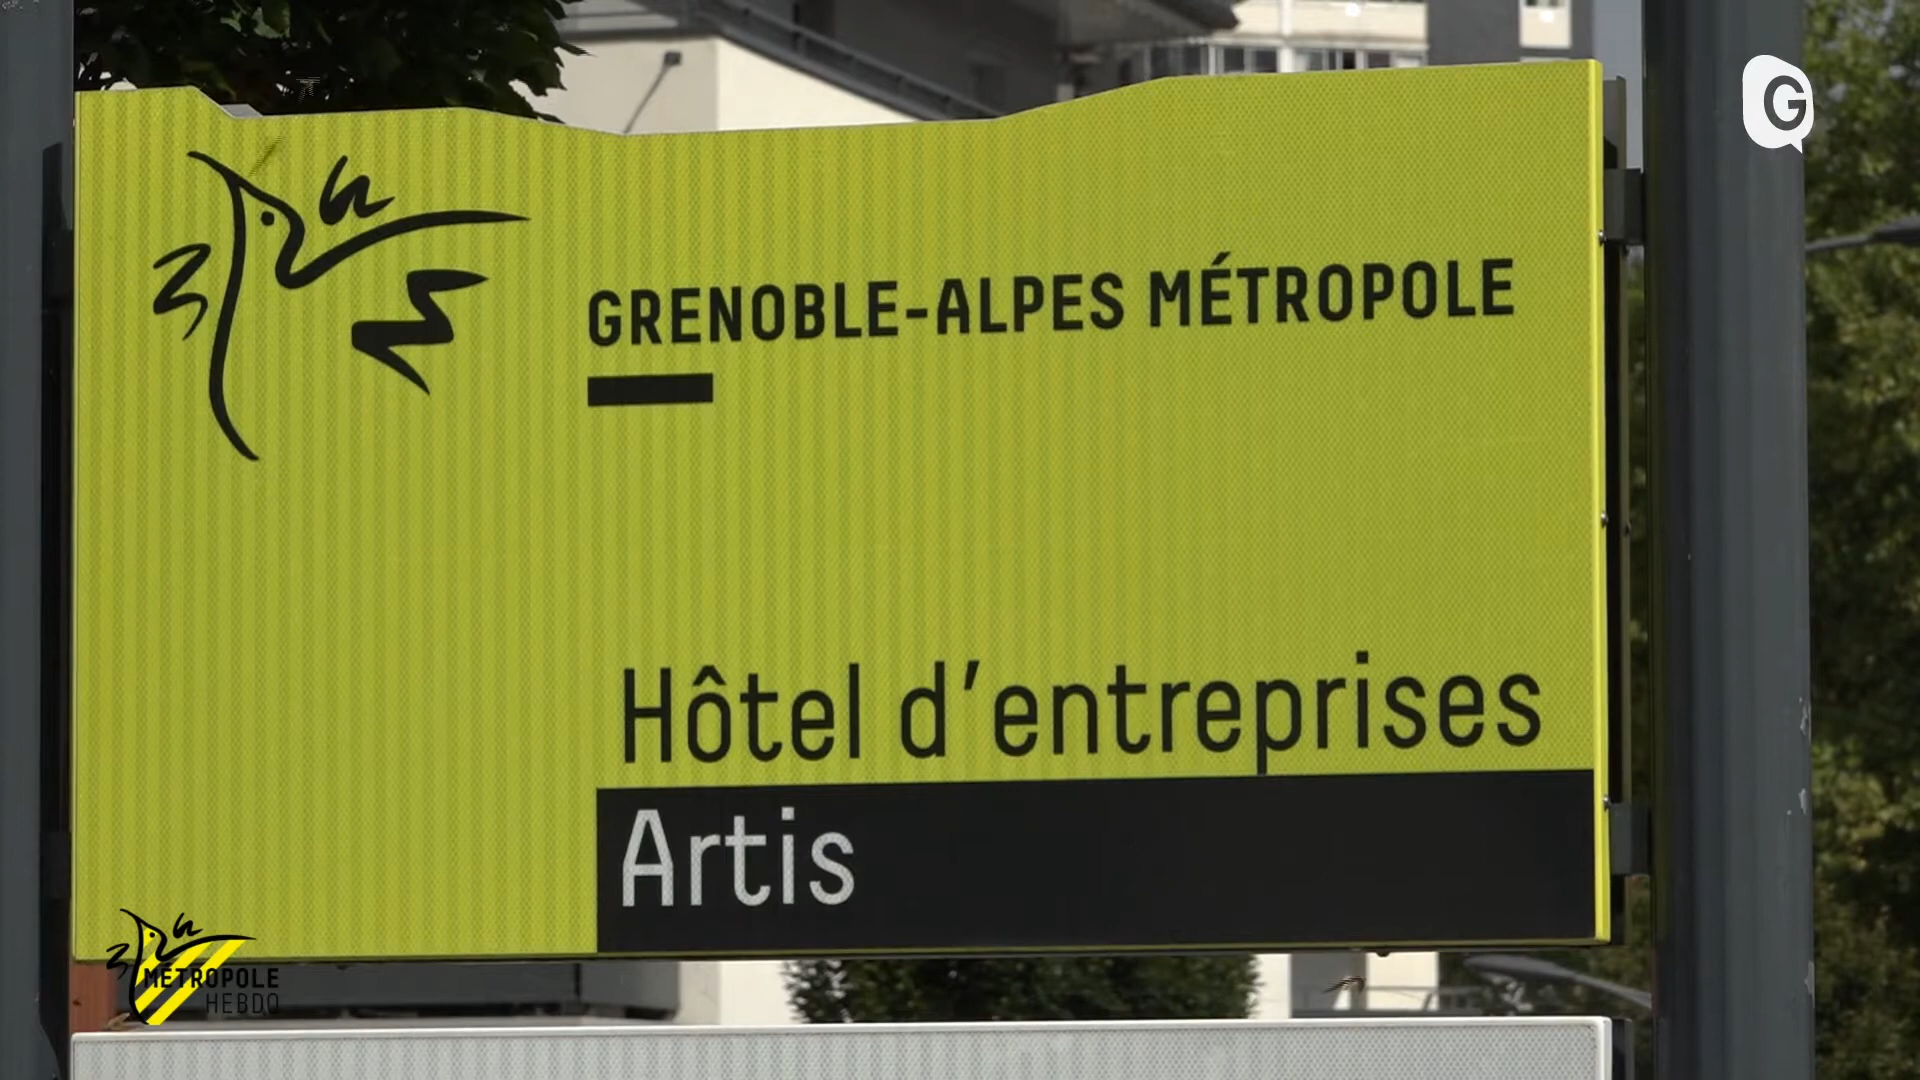 G
GRENOBLE-ALPES MÉTROPOLE
Hôtel d'entreprises
Artis
MÉTROPOLE
HEBDO